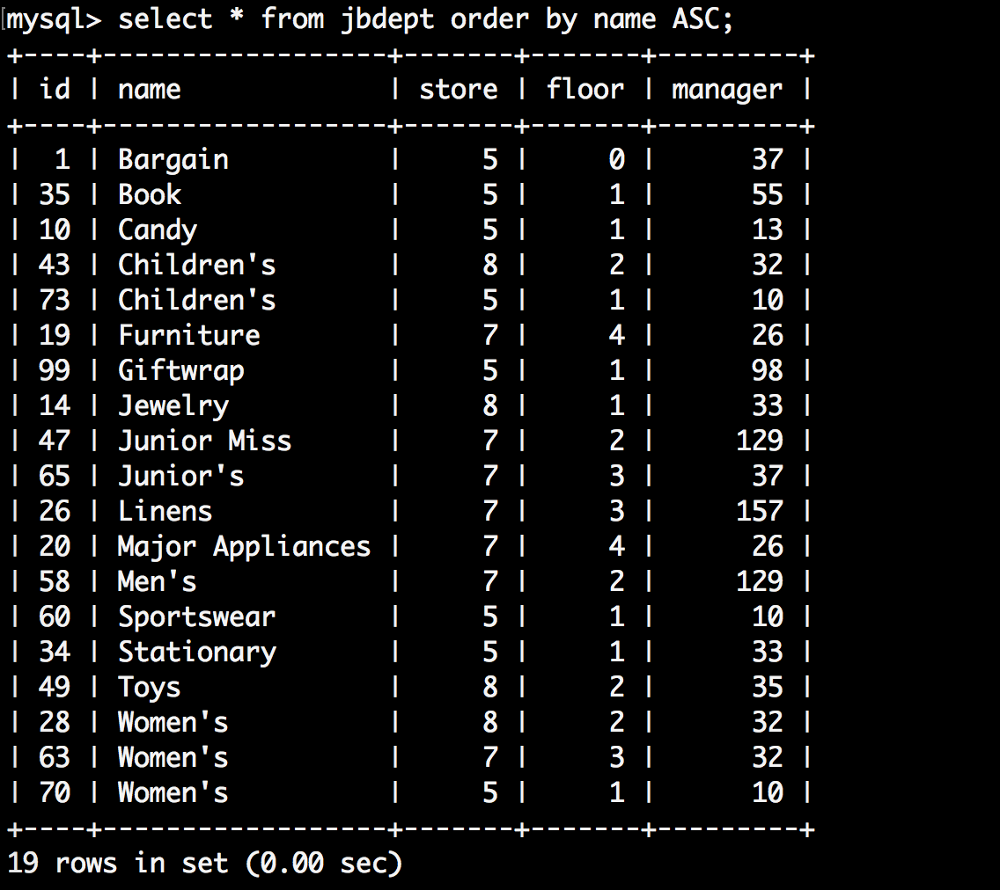 mysql> select * from jbdept order by name ASC;
+----+------------------+-------+-------+---------+
| id | name             | store | floor | manager |
+----+------------------+-------+-------+---------+
|  1 | Bargain          |     5 |     0 |      37 |
| 35 | Book             |     5 |     1 |      55 |
| 10 | Candy            |     5 |     1 |      13 |
| 43 | Children's       |     8 |     2 |      32 |
| 73 | Children's       |     5 |     1 |      10 |
| 19 | Furniture        |     7 |     4 |      26 |
| 99 | Giftwrap         |     5 |     1 |      98 |
| 14 | Jewelry          |     8 |     1 |      33 |
| 47 | Junior Miss      |     7 |     2 |     129 |
| 65 | Junior's         |     7 |     3 |      37 |
| 26 | Linens           |     7 |     3 |     157 |
| 20 | Major Appliances |     7 |     4 |      26 |
| 58 | Men's            |     7 |     2 |     129 |
| 60 | Sportswear       |     5 |     1 |      10 |
| 34 | Stationary       |     5 |     1 |      33 |
| 49 | Toys             |     8 |     2 |      35 |
| 28 | Women's          |     8 |     2 |      32 |
| 63 | Women's          |     7 |     3 |      32 |
| 70 | Women's          |     5 |     1 |      10 |
+----+------------------+-------+-------+---------+
19 rows in set (0.00 sec)